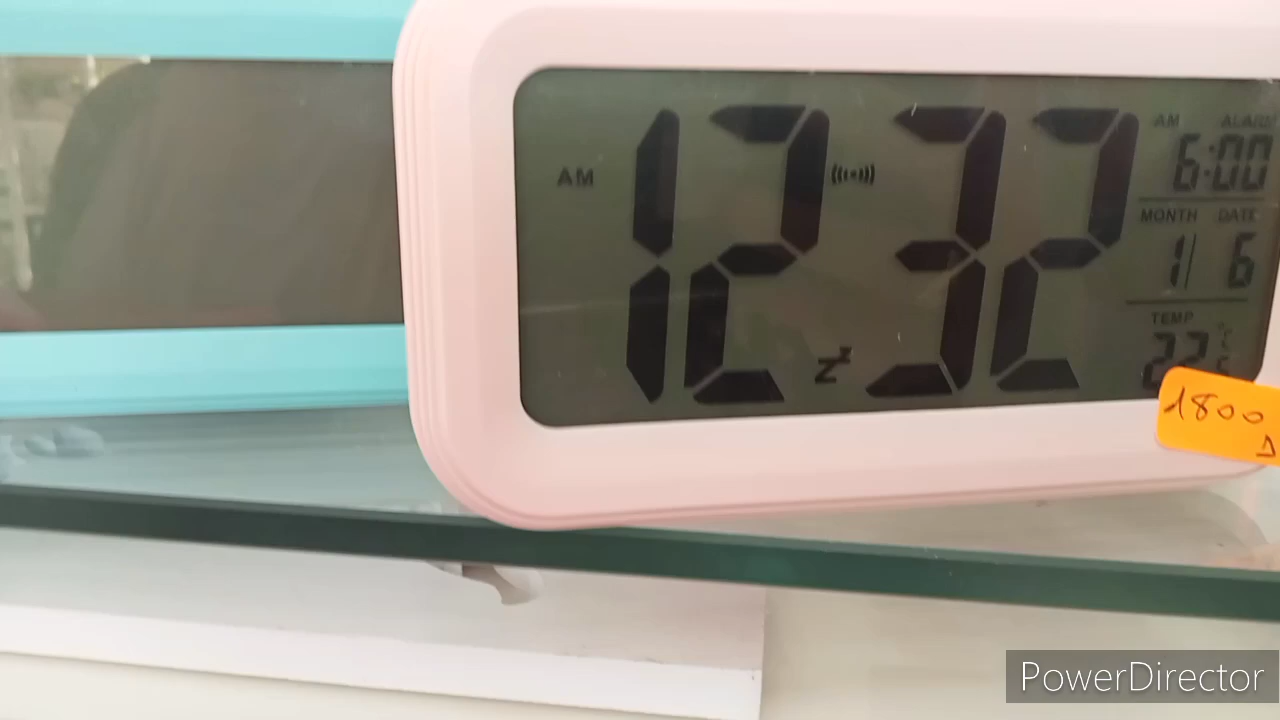 AM 12 32
AM ALARM
6:00
MONTH DATE
1 6
TEMP
22°C
1800
D
PowerDirector